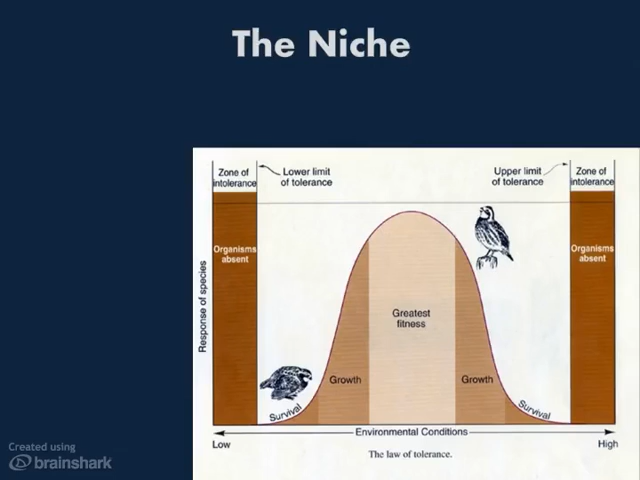 The Niche
Zone of
intolerance
Lower limit
of tolerance
Upper limit
of tolerance
Zone of
intolerance
Organisms
absent
Organisms
absent
Response of species
Greatest
fitness
Growth
Growth
Survival
Survival
Environmental Conditions
Low
High
The law of tolerance.
Created using
brainshark